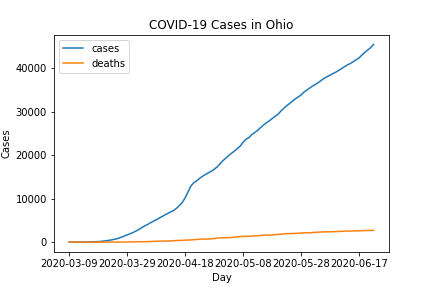 COVID-19 Cases in Ohio
cases
deaths
40000
30000
20000
10000
0
Cases
2020-03-09 2020-03-29 2020-04-18 2020-05-08 2020-05-28 2020-06-17
Day